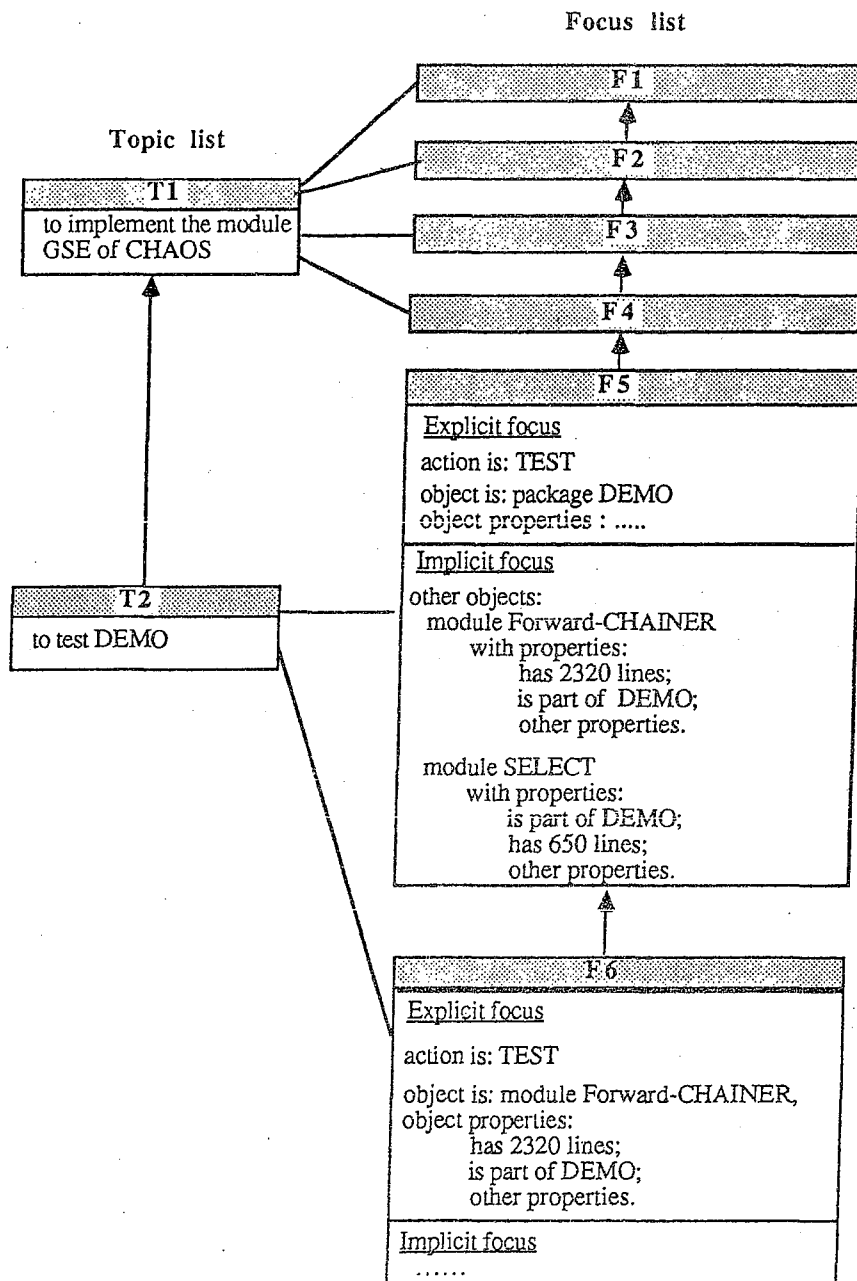 Focus list
F1
Topic list
F2
T1
to implement the module
GSE of CHAOS
F3
F4
F5
Explicit focus
action is: TEST
object is: package DEMO
object properties : .....
Implicit focus
other objects:
module Forward-CHAINER
with properties:
has 2320 lines;
is part of DEMO;
other properties.
module SELECT
with properties:
is part of DEMO;
has 650 lines;
other properties.
T2
to test DEMO
F6
Explicit focus
action is: TEST
object is: module Forward-CHAINER,
object properties:
has 2320 lines;
is part of DEMO;
other properties.
Implicit focus
......